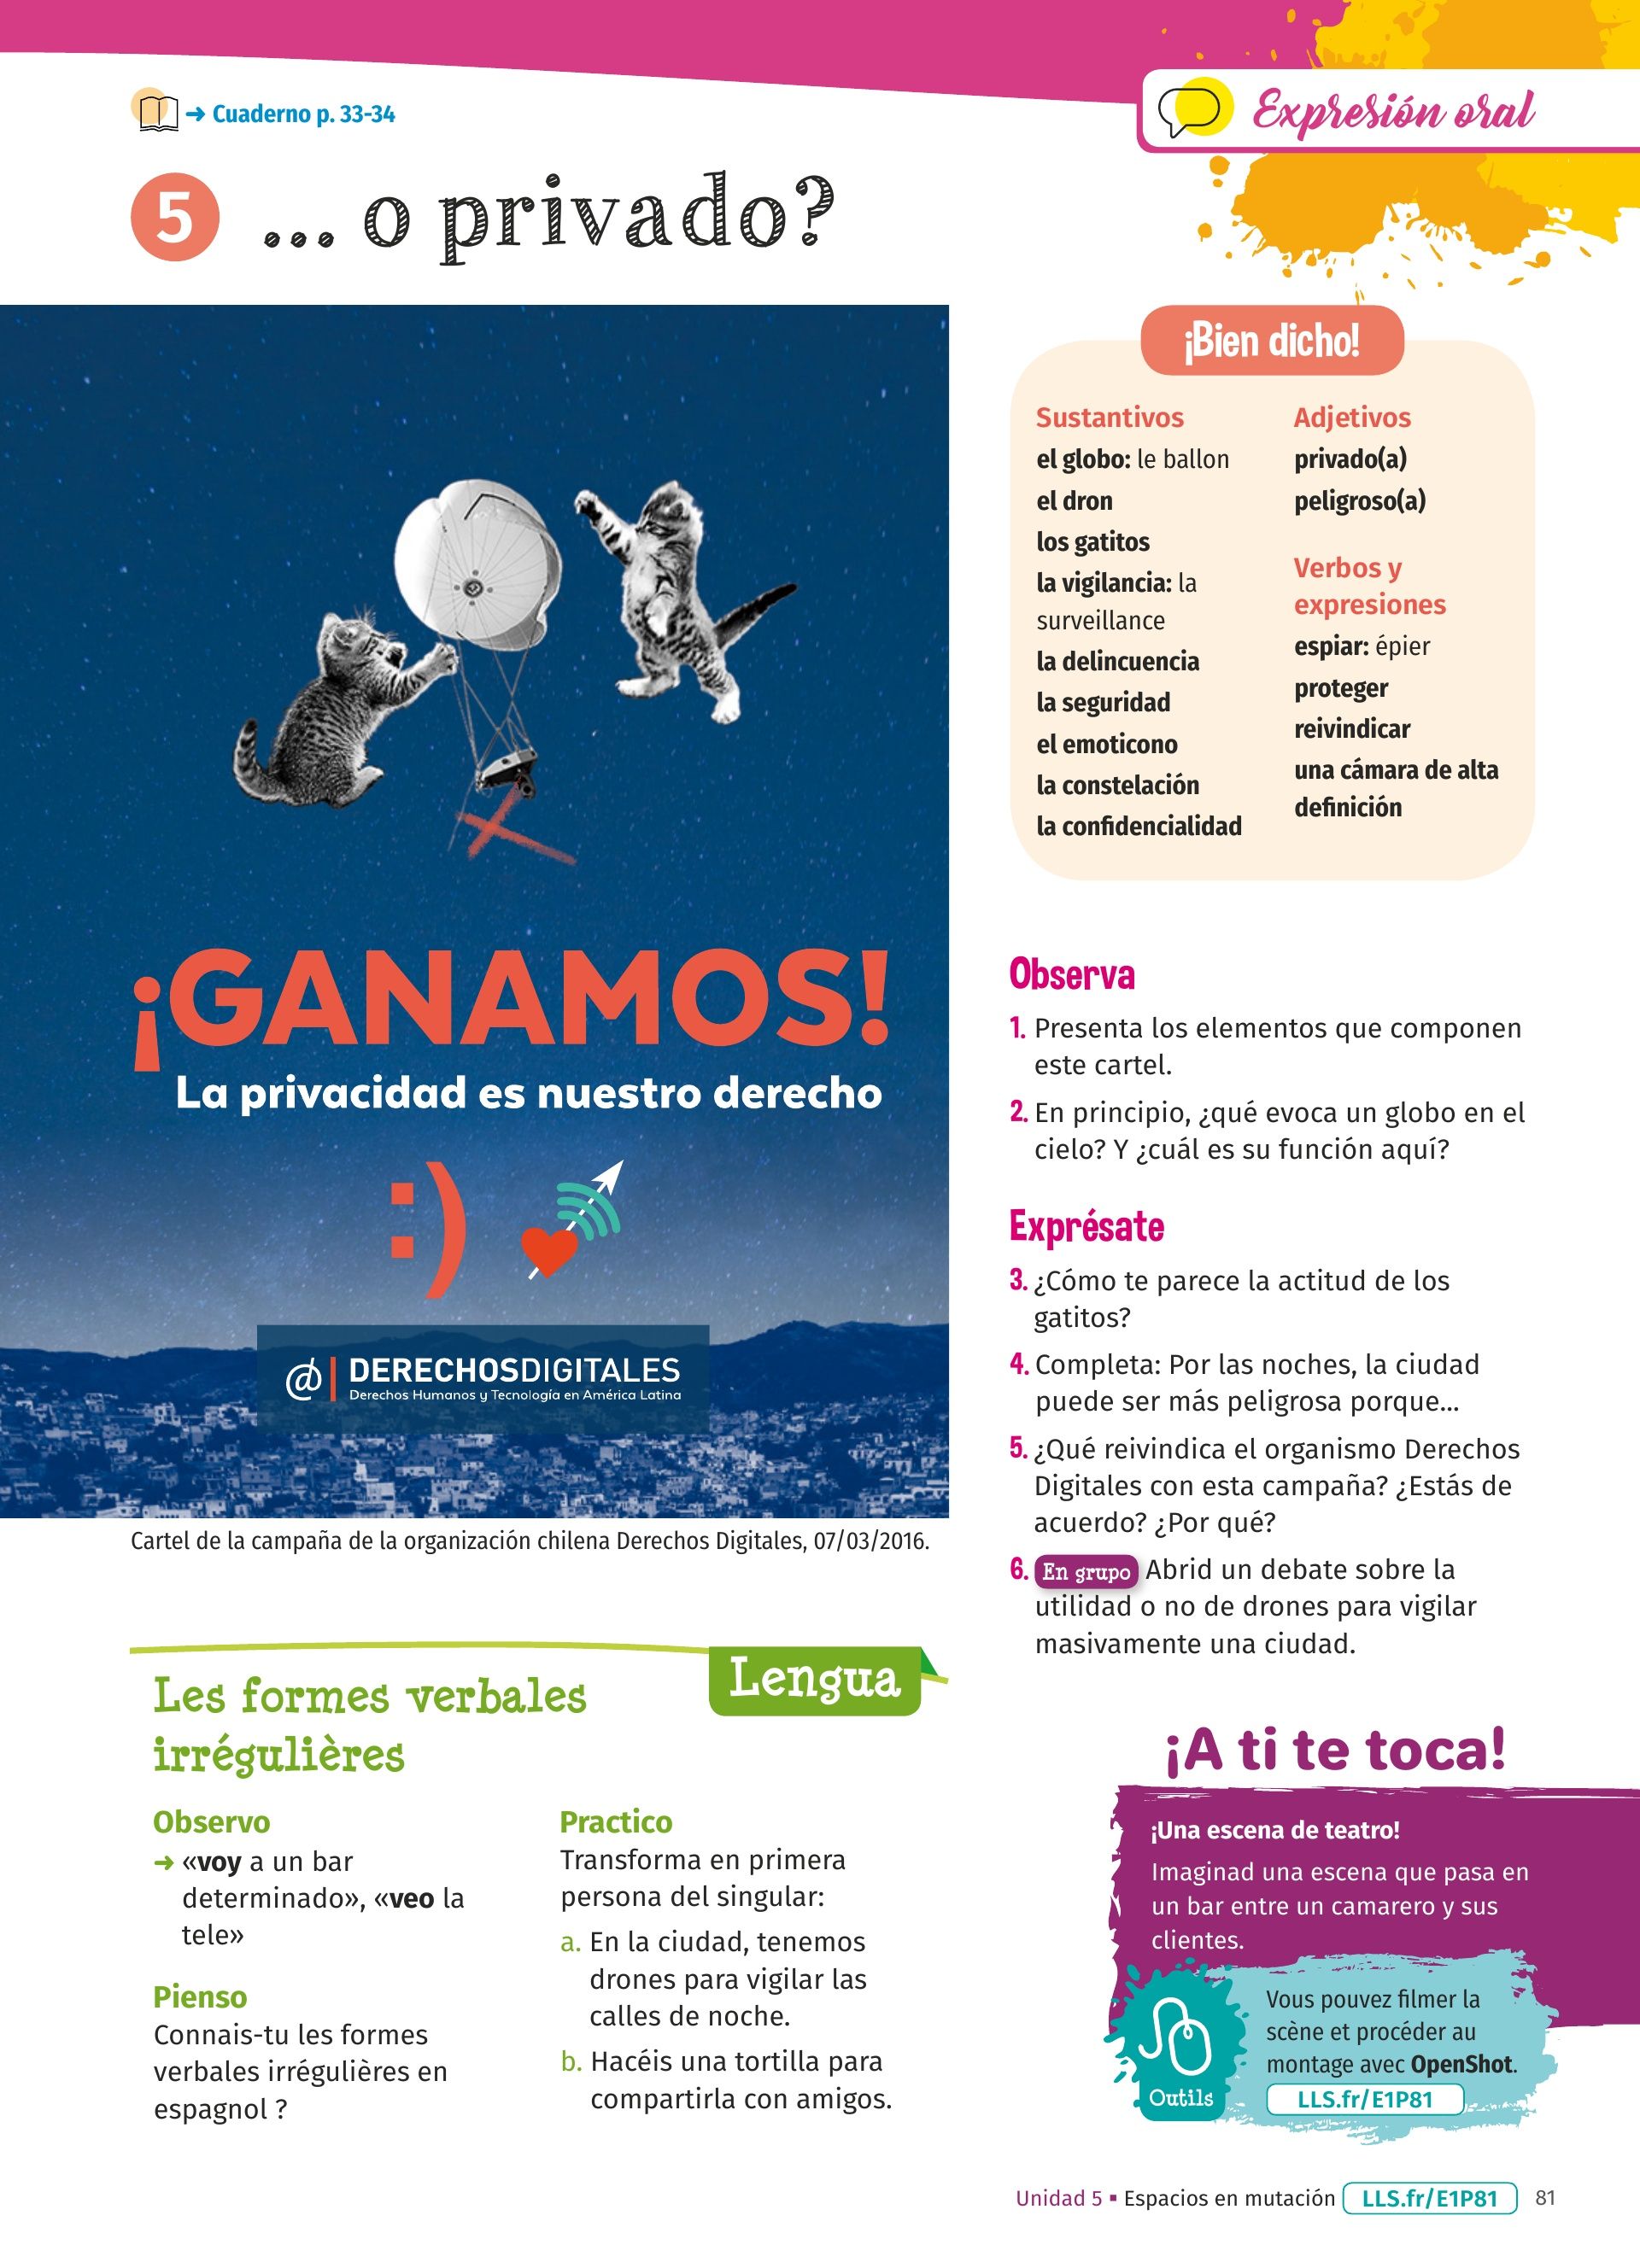 ➜ Cuaderno p. 33-34
Expresión oral
5 ... o privado?
¡GANAMOS!
La privacidad es nuestro derecho
:)
@ DERECHOSDIGITALES
Derechos Humanos y Tecnología en América Latina
Cartel de la campaña de la organización chilena Derechos Digitales, 07/03/2016.
¡Bien dicho!
Sustantivos
el globo: le ballon
el dron
los gatitos
la vigilancia: la
surveillance
la delincuencia
la seguridad
el emoticono
la constelación
la confidencialidad
Adjetivos
privado(a)
peligroso(a)
Verbos y
expresiones
espiar: épier
proteger
reivindicar
una cámara de alta
definición
Observa
1. Presenta los elementos que componen
este cartel.
2. En principio, ¿qué evoca un globo en el
cielo? Y ¿cuál es su función aquí?
Exprésate
3. ¿Cómo te parece la actitud de los
gatitos?
4. Completa: Por las noches, la ciudad
puede ser más peligrosa porque...
5. ¿Qué reivindica el organismo Derechos
Digitales con esta campaña? ¿Estás de
acuerdo? ¿Por qué?
6. En grupo Abrid un debate sobre la
utilidad o no de drones para vigilar
masivamente una ciudad.
Lengua
Les formes verbales
irrégulières
Observo
➜ «voy a un bar
determinado», «veo la
tele»
Pienso
Connais-tu les formes
verbales irrégulières en
espagnol ?
Practico
Transforma en primera
persona del singular:
a. En la ciudad, tenemos
drones para vigilar las
calles de noche.
b. Hacéis una tortilla para
compartirla con amigos.
¡A ti te toca!
¡Una escena de teatro!
Imaginad una escena que pasa en
un bar entre un camarero y sus
clientes.
Outils
Vous pouvez filmer la
scène et procéder au
montage avec OpenShot.
LLS.fr/E1P81
Unidad 5 ▪ Espacios en mutación LLS.fr/E1P81 81